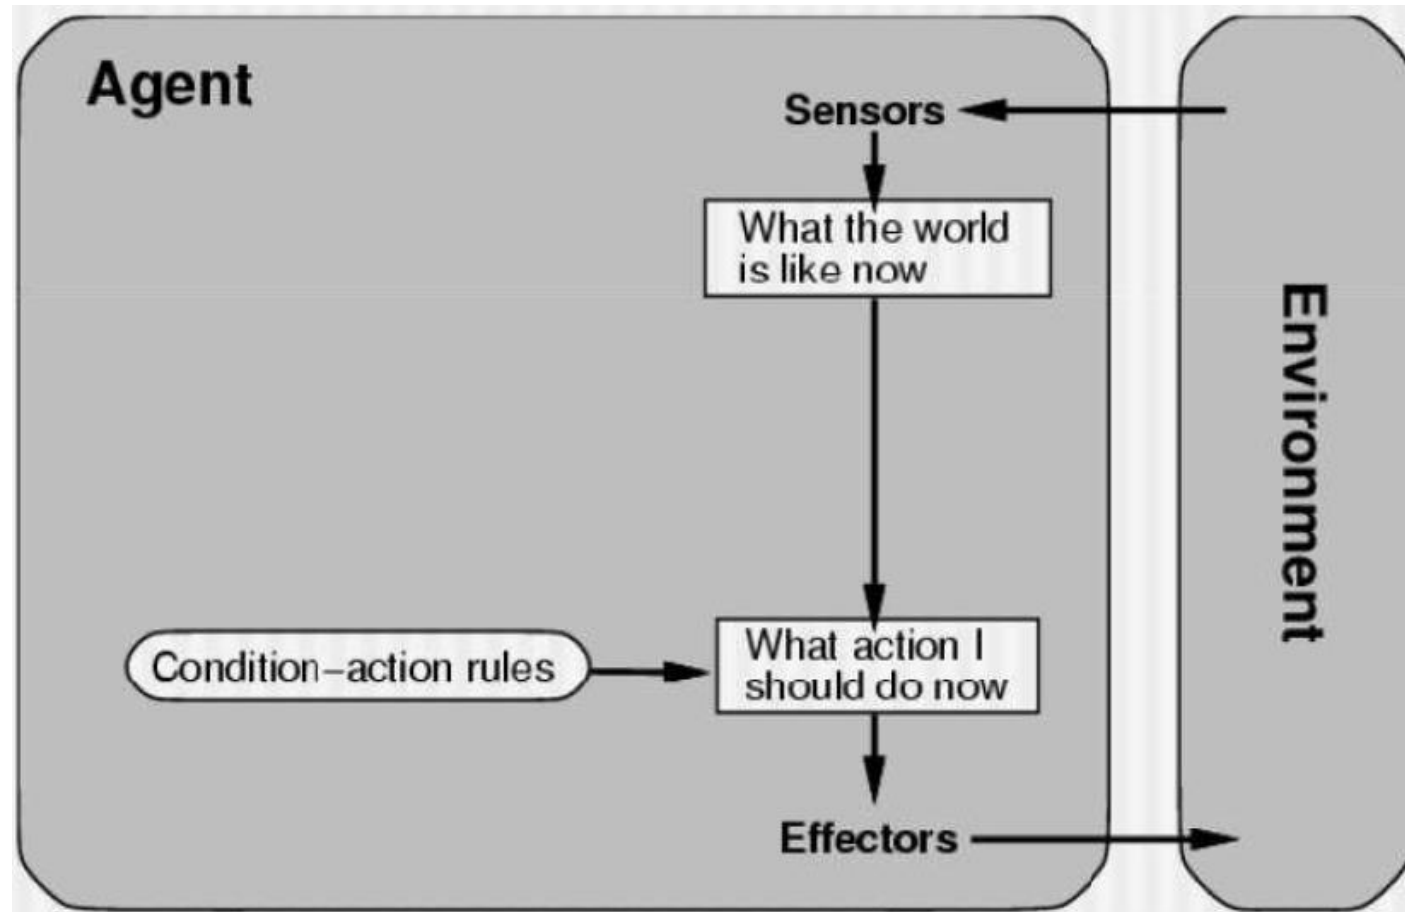 Agent
Sensors
What the world
is like now
Environment
Condition–action rules
What action I
should do now
Effectors